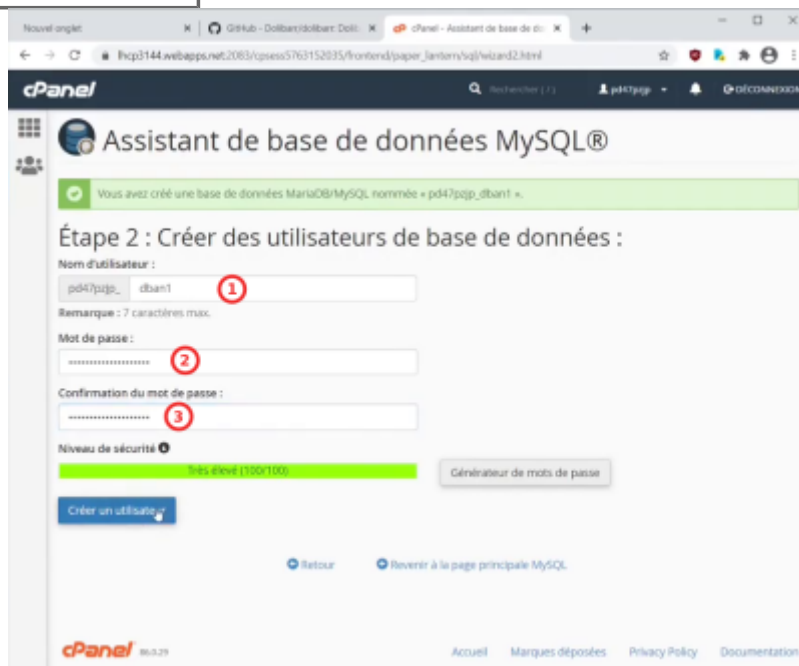 Nouvel onglet
GitHub - Dolibarr/dolibarr: Doli
cPanel - Assistant de base de do
lhcp3144.webapps.net:2083/cpsess5763152035/frontend/paper_lantern/sql/wizard2.html
cPanel
Rechercher ( / )
pd47pzjp
DÉCONNEXION
Assistant de base de données MySQL®
Vous avez créé une base de données MariaDB/MySQL nommée « pd47pzjp_dban1 ».
Étape 2 : Créer des utilisateurs de base de données :
Nom d'utilisateur :
pd47pzjp_ dban1 1
Remarque : 7 caractères max.
Mot de passe :
2
Confirmation du mot de passe :
3
Niveau de sécurité
Très élevé (100/100)
Générateur de mots de passe
Créer un utilisateur
Retour
Revenir à la page principale MySQL
cPanel 86.0.29
Accueil Marques déposées Privacy Policy Documentation